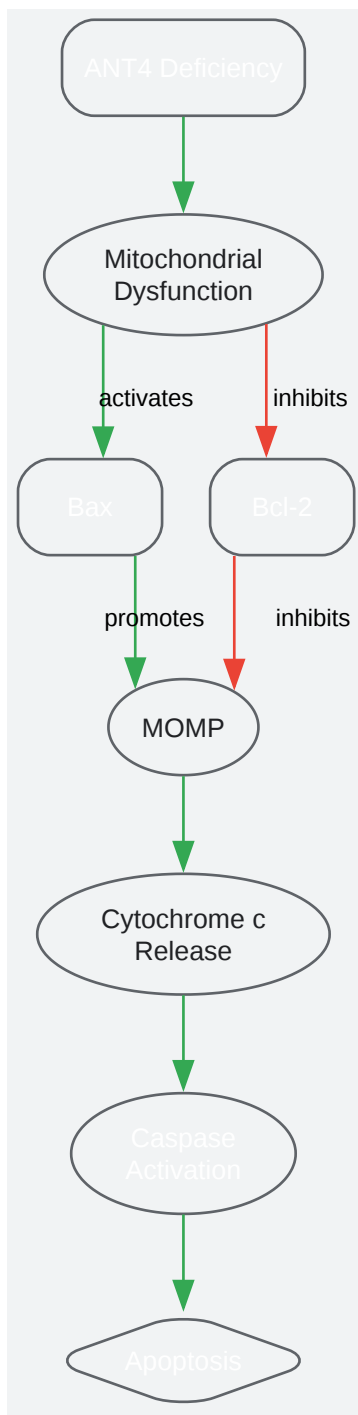 ANT4 Deficiency
Mitochondrial
Dysfunction
activates
inhibits
Bax
Bcl-2
promotes
inhibits
MOMP
Cytochrome c
Release
Caspase
Activation
Apoptosis